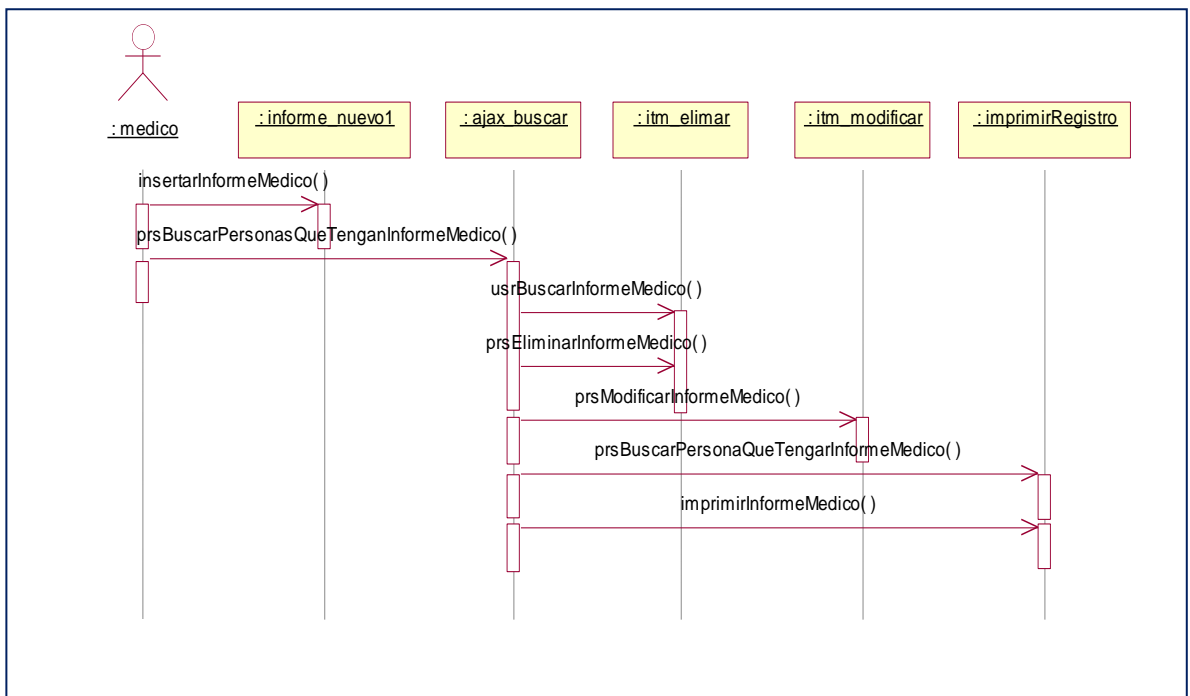 : medico
: informe_nuevo1
: ajax_buscar
: itm_elimar
: itm_modificar
: imprimirRegistro
insertarInformeMedico( )
prsBuscarPersonasQueTenganInformeMedico( )
usrBuscarInformeMedico( )
prsEliminarInformeMedico( )
prsModificarInformeMedico( )
prsBuscarPersonaQueTengarInformeMedico( )
imprimirInformeMedico( )